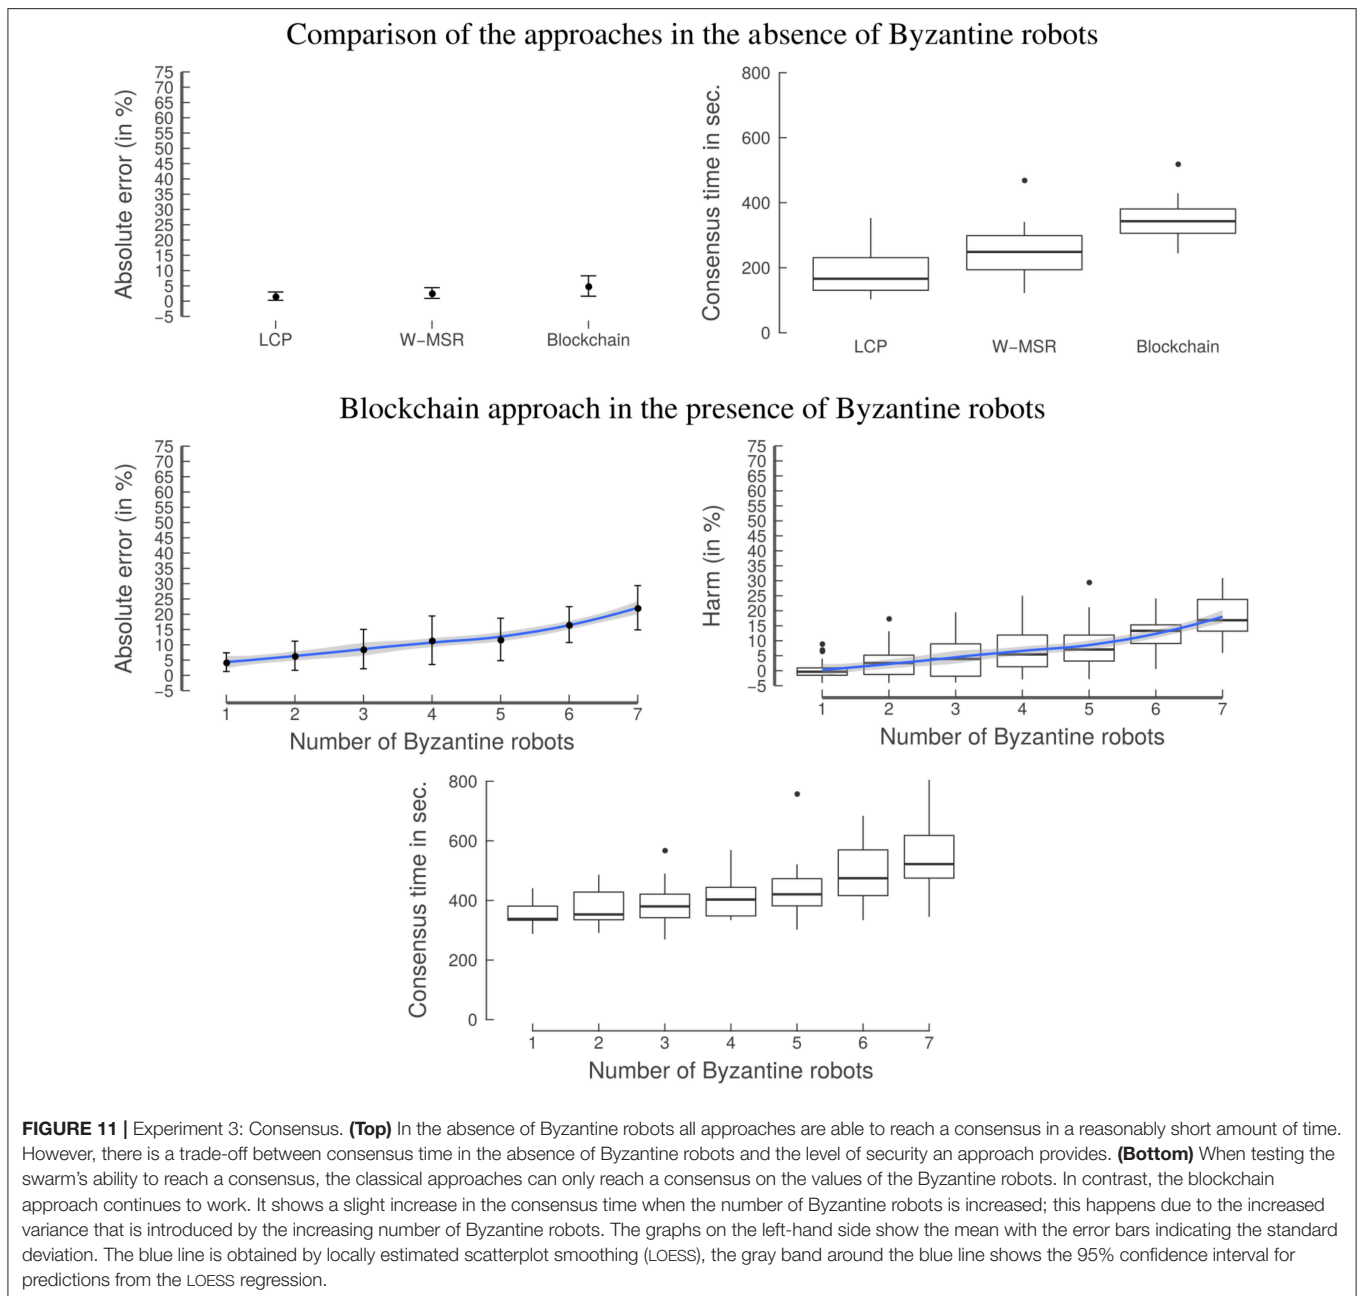 Comparison of the approaches in the absence of Byzantine robots
Absolute error (in %)
75
70
65
60
55
50
45
40
35
30
25
20
15
10
5
0
−5
LCP W−MSR Blockchain
Consensus time in sec.
800
600
400
200
0
LCP W−MSR Blockchain
Blockchain approach in the presence of Byzantine robots
Absolute error (in %)
75
70
65
60
55
50
45
40
35
30
25
20
15
10
5
0
−5
1 2 3 4 5 6 7
Number of Byzantine robots
Harm (in %)
75
70
65
60
55
50
45
40
35
30
25
20
15
10
5
0
−5
1 2 3 4 5 6 7
Number of Byzantine robots
Consensus time in sec.
800
600
400
200
0
1 2 3 4 5 6 7
Number of Byzantine robots
FIGURE 11 | Experiment 3: Consensus. (Top) In the absence of Byzantine robots all approaches are able to reach a consensus in a reasonably short amount of time.
However, there is a trade-off between consensus time in the absence of Byzantine robots and the level of security an approach provides. (Bottom) When testing the
swarm's ability to reach a consensus, the classical approaches can only reach a consensus on the values of the Byzantine robots. In contrast, the blockchain
approach continues to work. It shows a slight increase in the consensus time when the number of Byzantine robots is increased; this happens due to the increased
variance that is introduced by the increasing number of Byzantine robots. The graphs on the left-hand side show the mean with the error bars indicating the standard
deviation. The blue line is obtained by locally estimated scatterplot smoothing (LOESS), the gray band around the blue line shows the 95% confidence interval for
predictions from the LOESS regression.